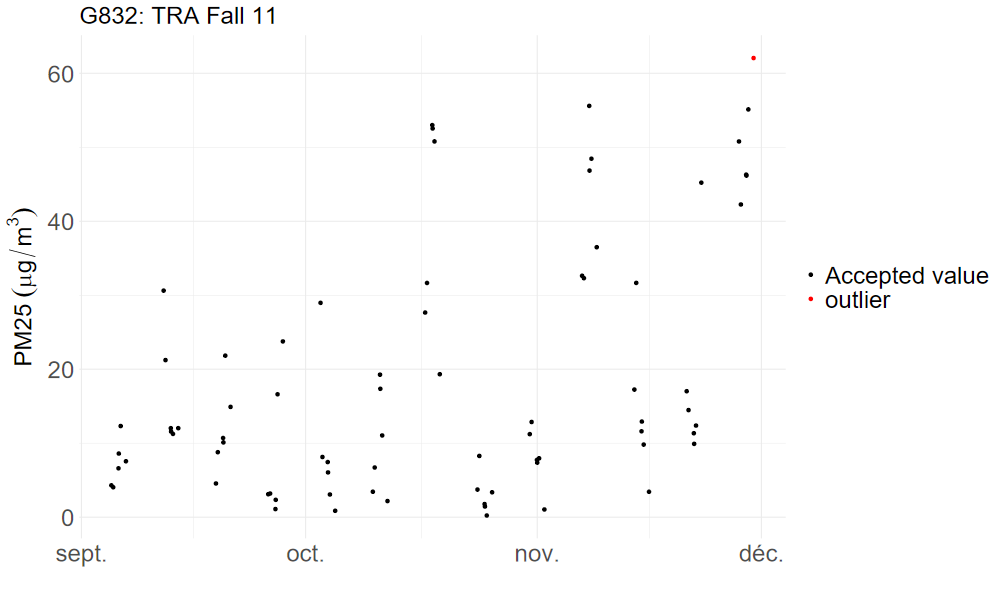 G832: TRA Fall 11
60
40
20
0
PM25 (μg/m³)
sept.
oct.
nov.
déc.
Accepted value
outlier